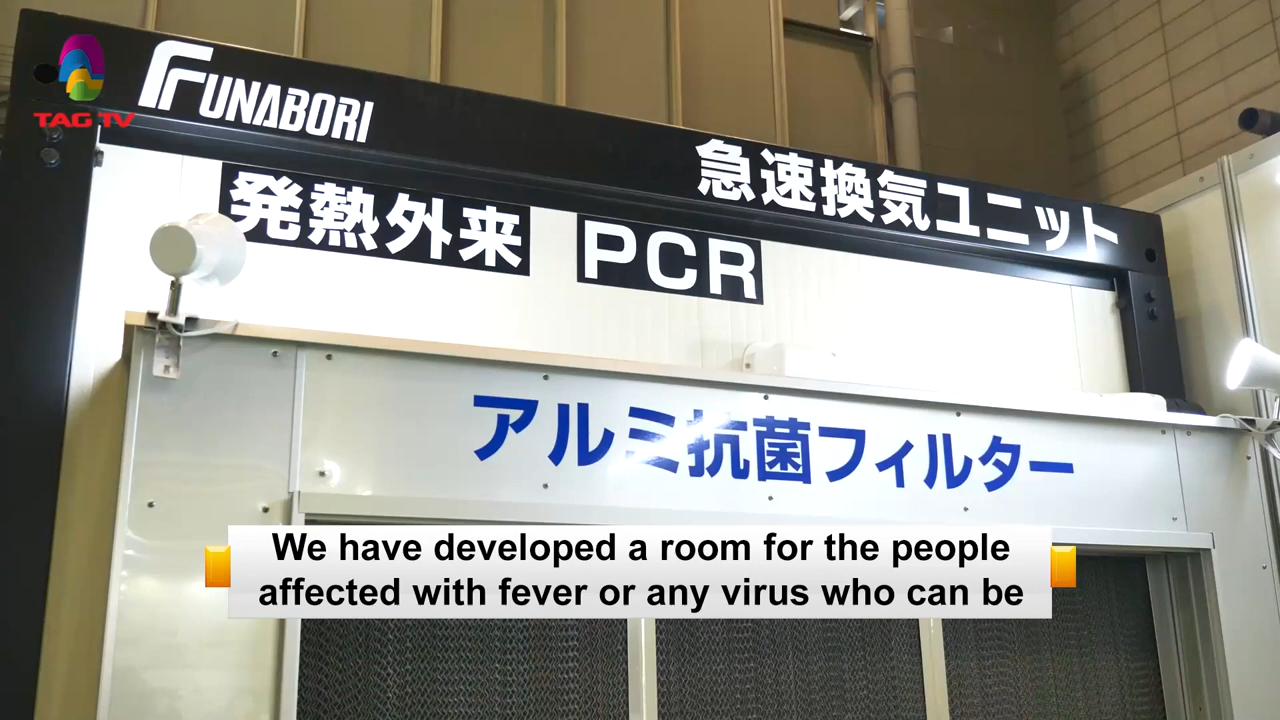 TAG TV
FUNABORI
急速換気ユニット
発熱外来
PCR
アルミ抗菌フィルター
We have developed a room for the people
affected with fever or any virus who can be